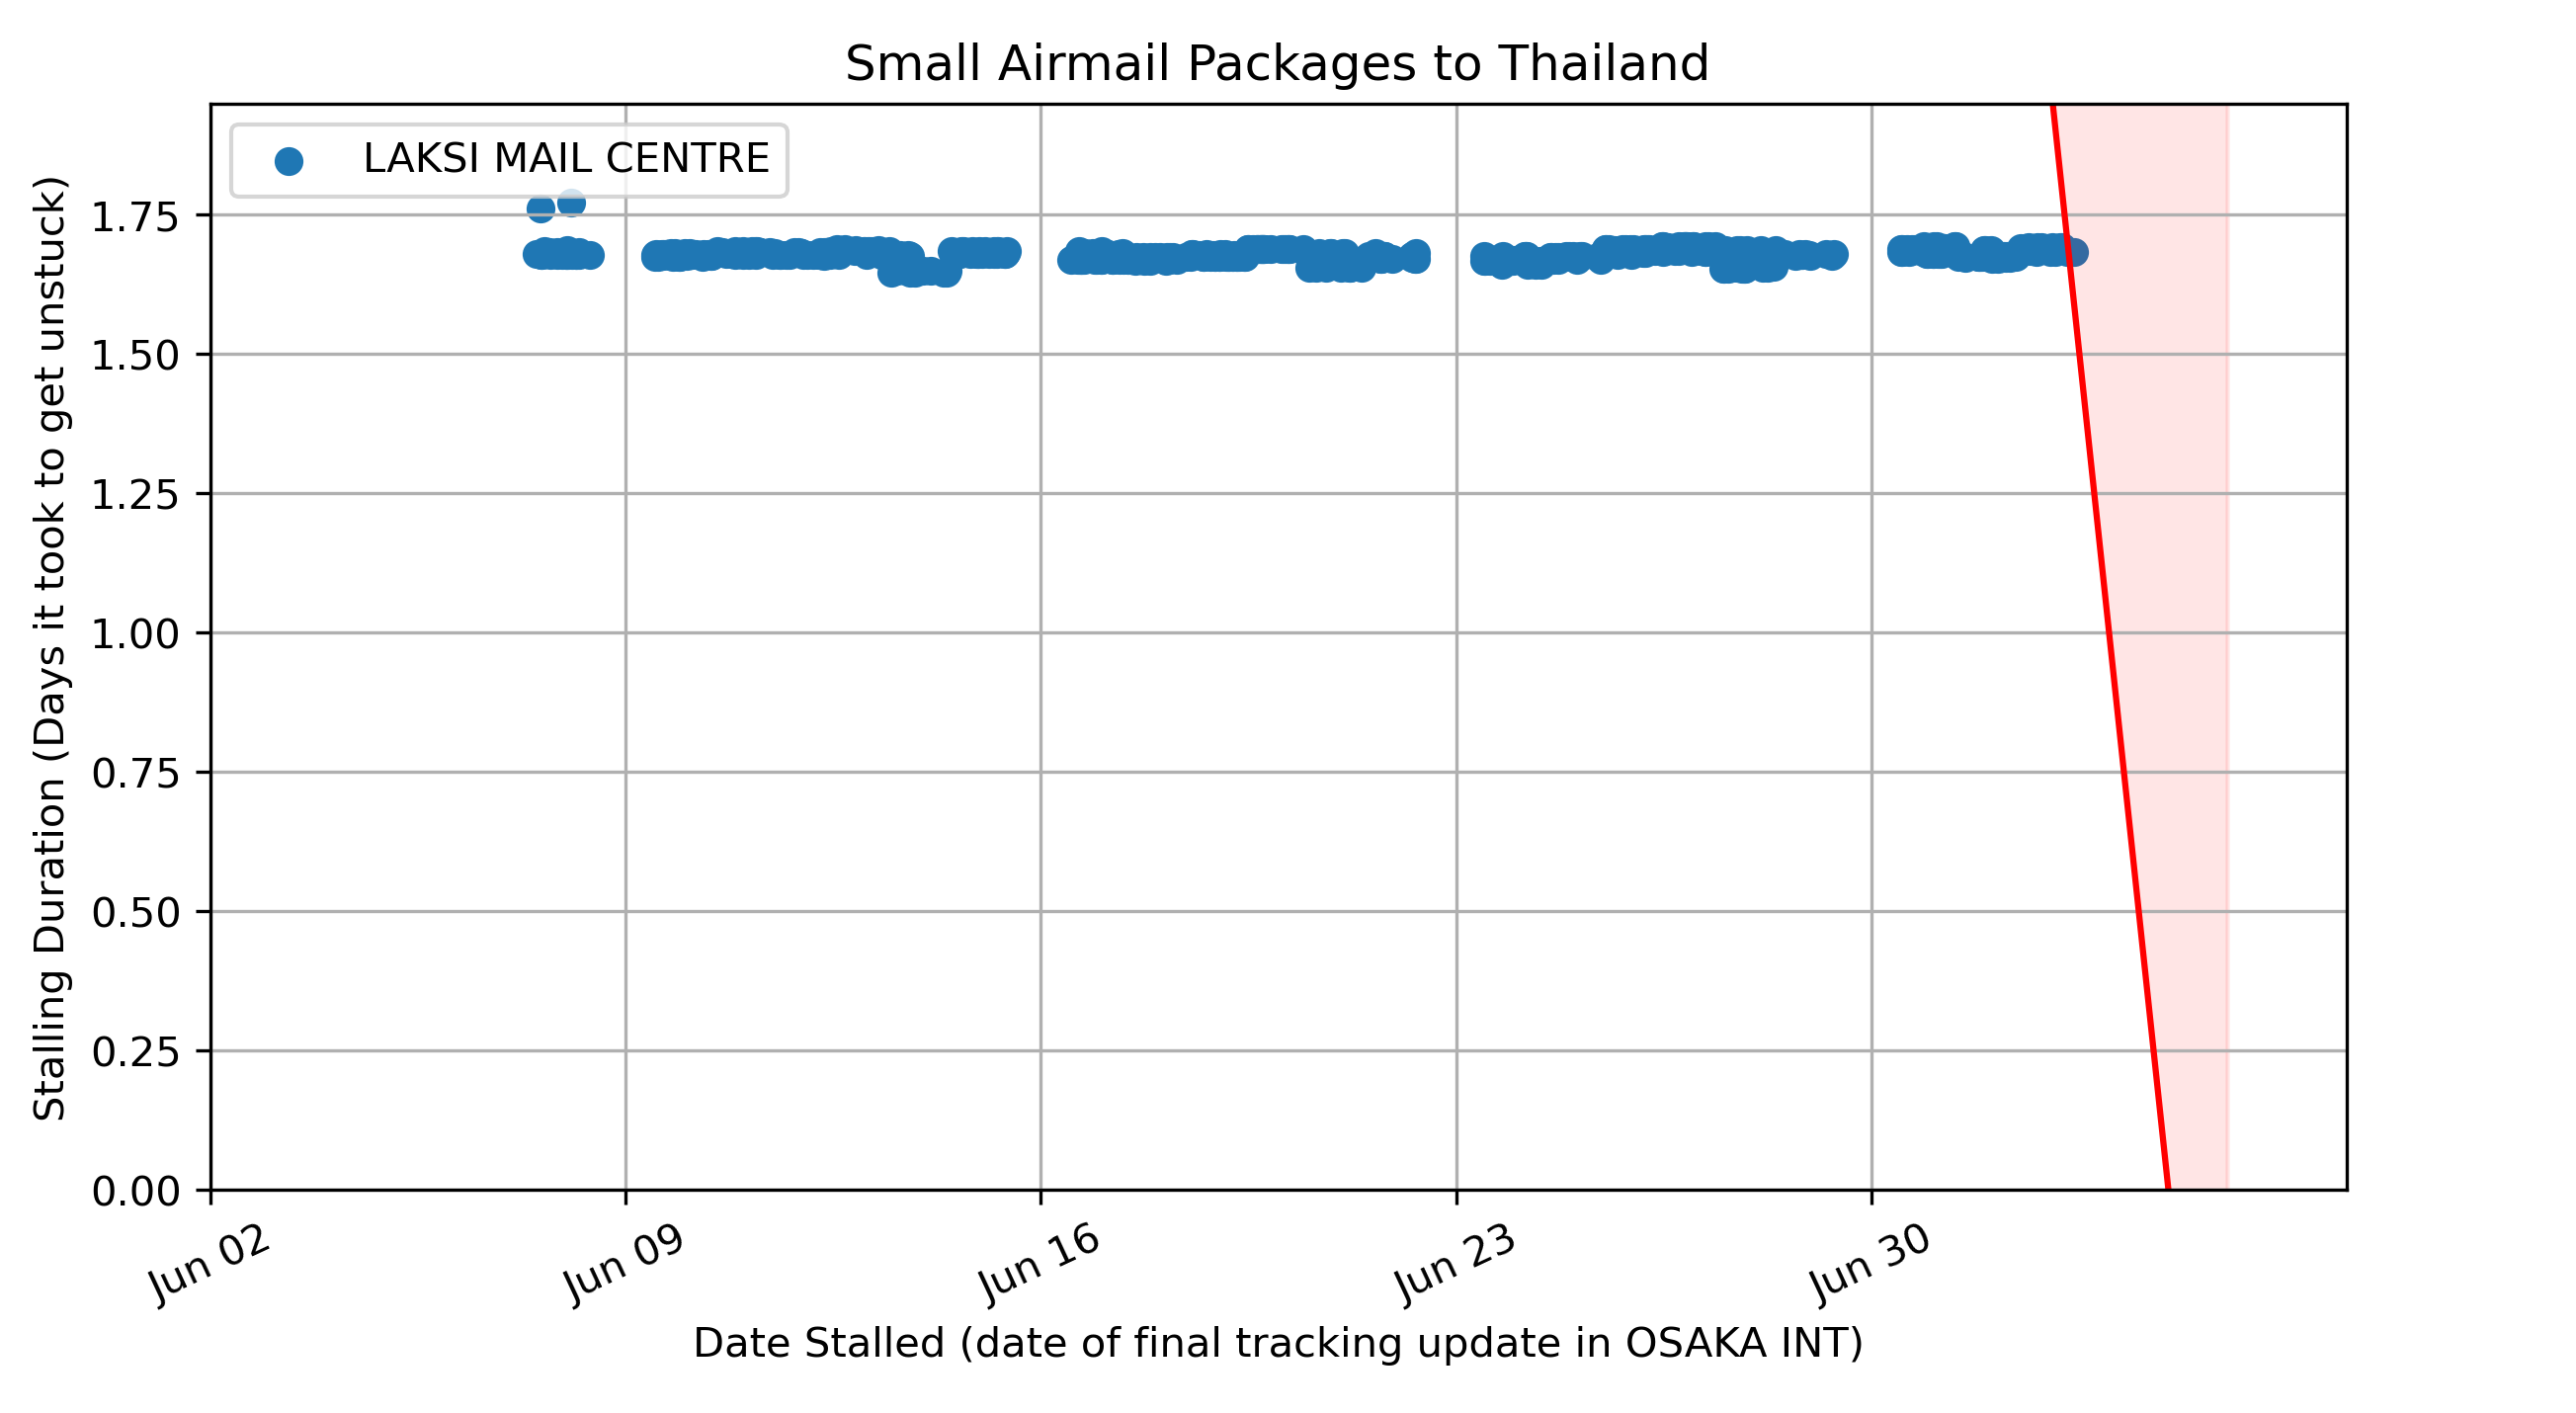 Small Airmail Packages to Thailand
LAKSI MAIL CENTRE
Stalling Duration (Days it took to get unstuck)
1.75
1.50
1.25
1.00
0.75
0.50
0.25
0.00
Jun 02
Jun 09
Jun 16
Jun 23
Jun 30
Date Stalled (date of final tracking update in OSAKA INT)